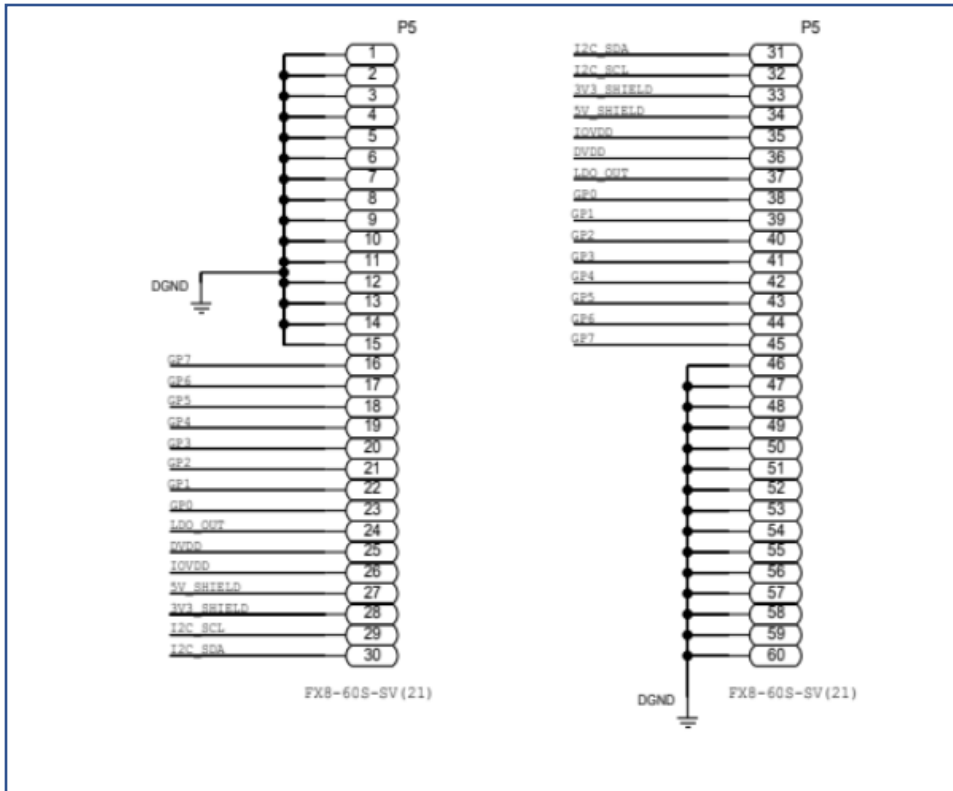 P5
1
2
3
4
5
6
7
8
9
10
11
DGND
12
13
14
15
GP7 16
GP6 17
GP5 18
GP4 19
GP3 20
GP2 21
GP1 22
GP0 23
LDO_OUT 24
DVDD 25
IOVDD 26
5V_SHIELD 27
3V3_SHIELD 28
I2C_SCL 29
I2C_SDA 30
FX8-60S-SV(21)
P5
I2C_SDA 31
I2C_SCL 32
3V3_SHIELD 33
5V_SHIELD 34
IOVDD 35
DVDD 36
LDO_OUT 37
GP0 38
GP1 39
GP2 40
GP3 41
GP4 42
GP5 43
GP6 44
GP7 45
46
47
48
49
50
51
52
53
54
55
56
57
58
59
60
DGND
FX8-60S-SV(21)